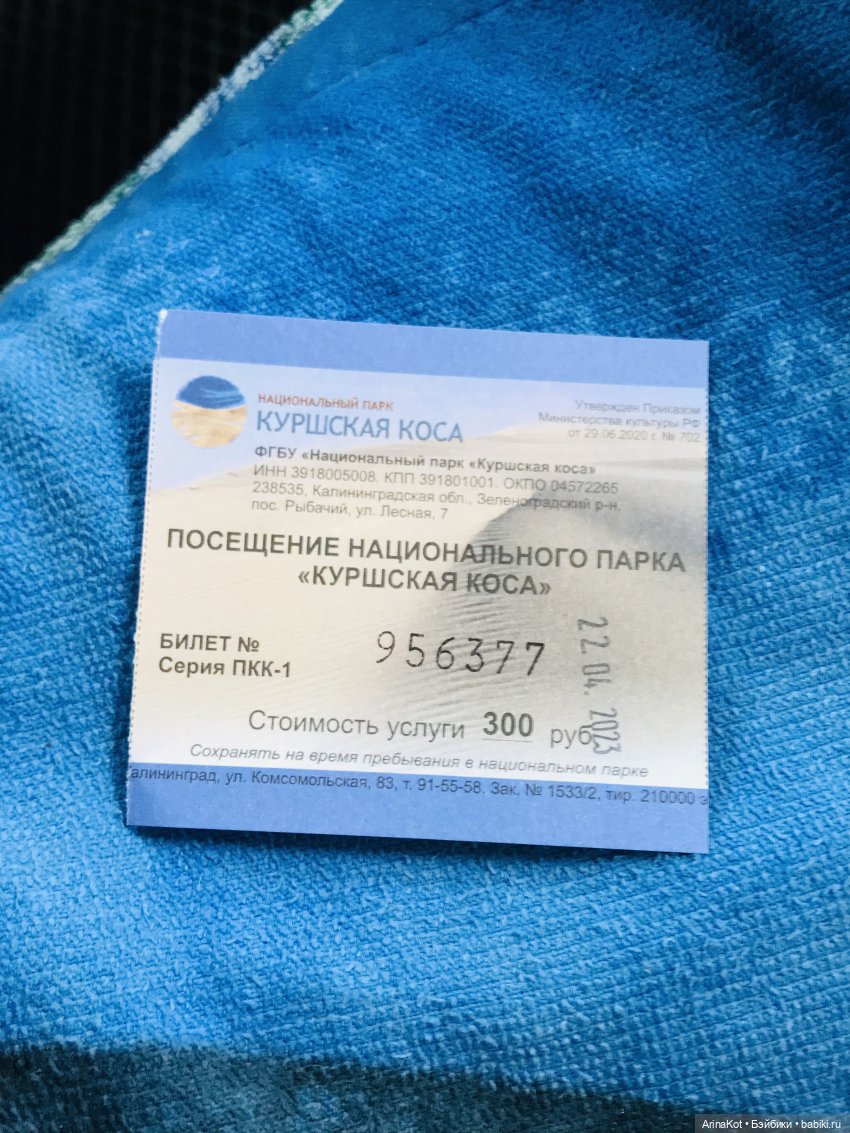 НАЦИОНАЛЬНЫЙ ПАРК
КУРШСКАЯ КОСА
Утвержден Приказом
Министерства культуры РФ
от 29.06.2020 г. № 702
ФГБУ «Национальный парк «Куршская коса»
ИНН 3918005008. КПП 391801001. ОКПО 04572265
238535, Калининградская обл., Зеленоградский р-н,
пос. Рыбачий, ул. Лесная, 7
ПОСЕЩЕНИЕ НАЦИОНАЛЬНОГО ПАРКА
«КУРШСКАЯ КОСА»
БИЛЕТ № 956377
Серия ПКК-1
22.04.2023
Стоимость услуги 300 руб
Сохранять на время пребывания в национальном парке
алининград, ул. Комсомольская, 83, т. 91-55-58. Зак. № 1533/2, тир. 210000 э
ArinaKot • Бэйбики • babiki.ru